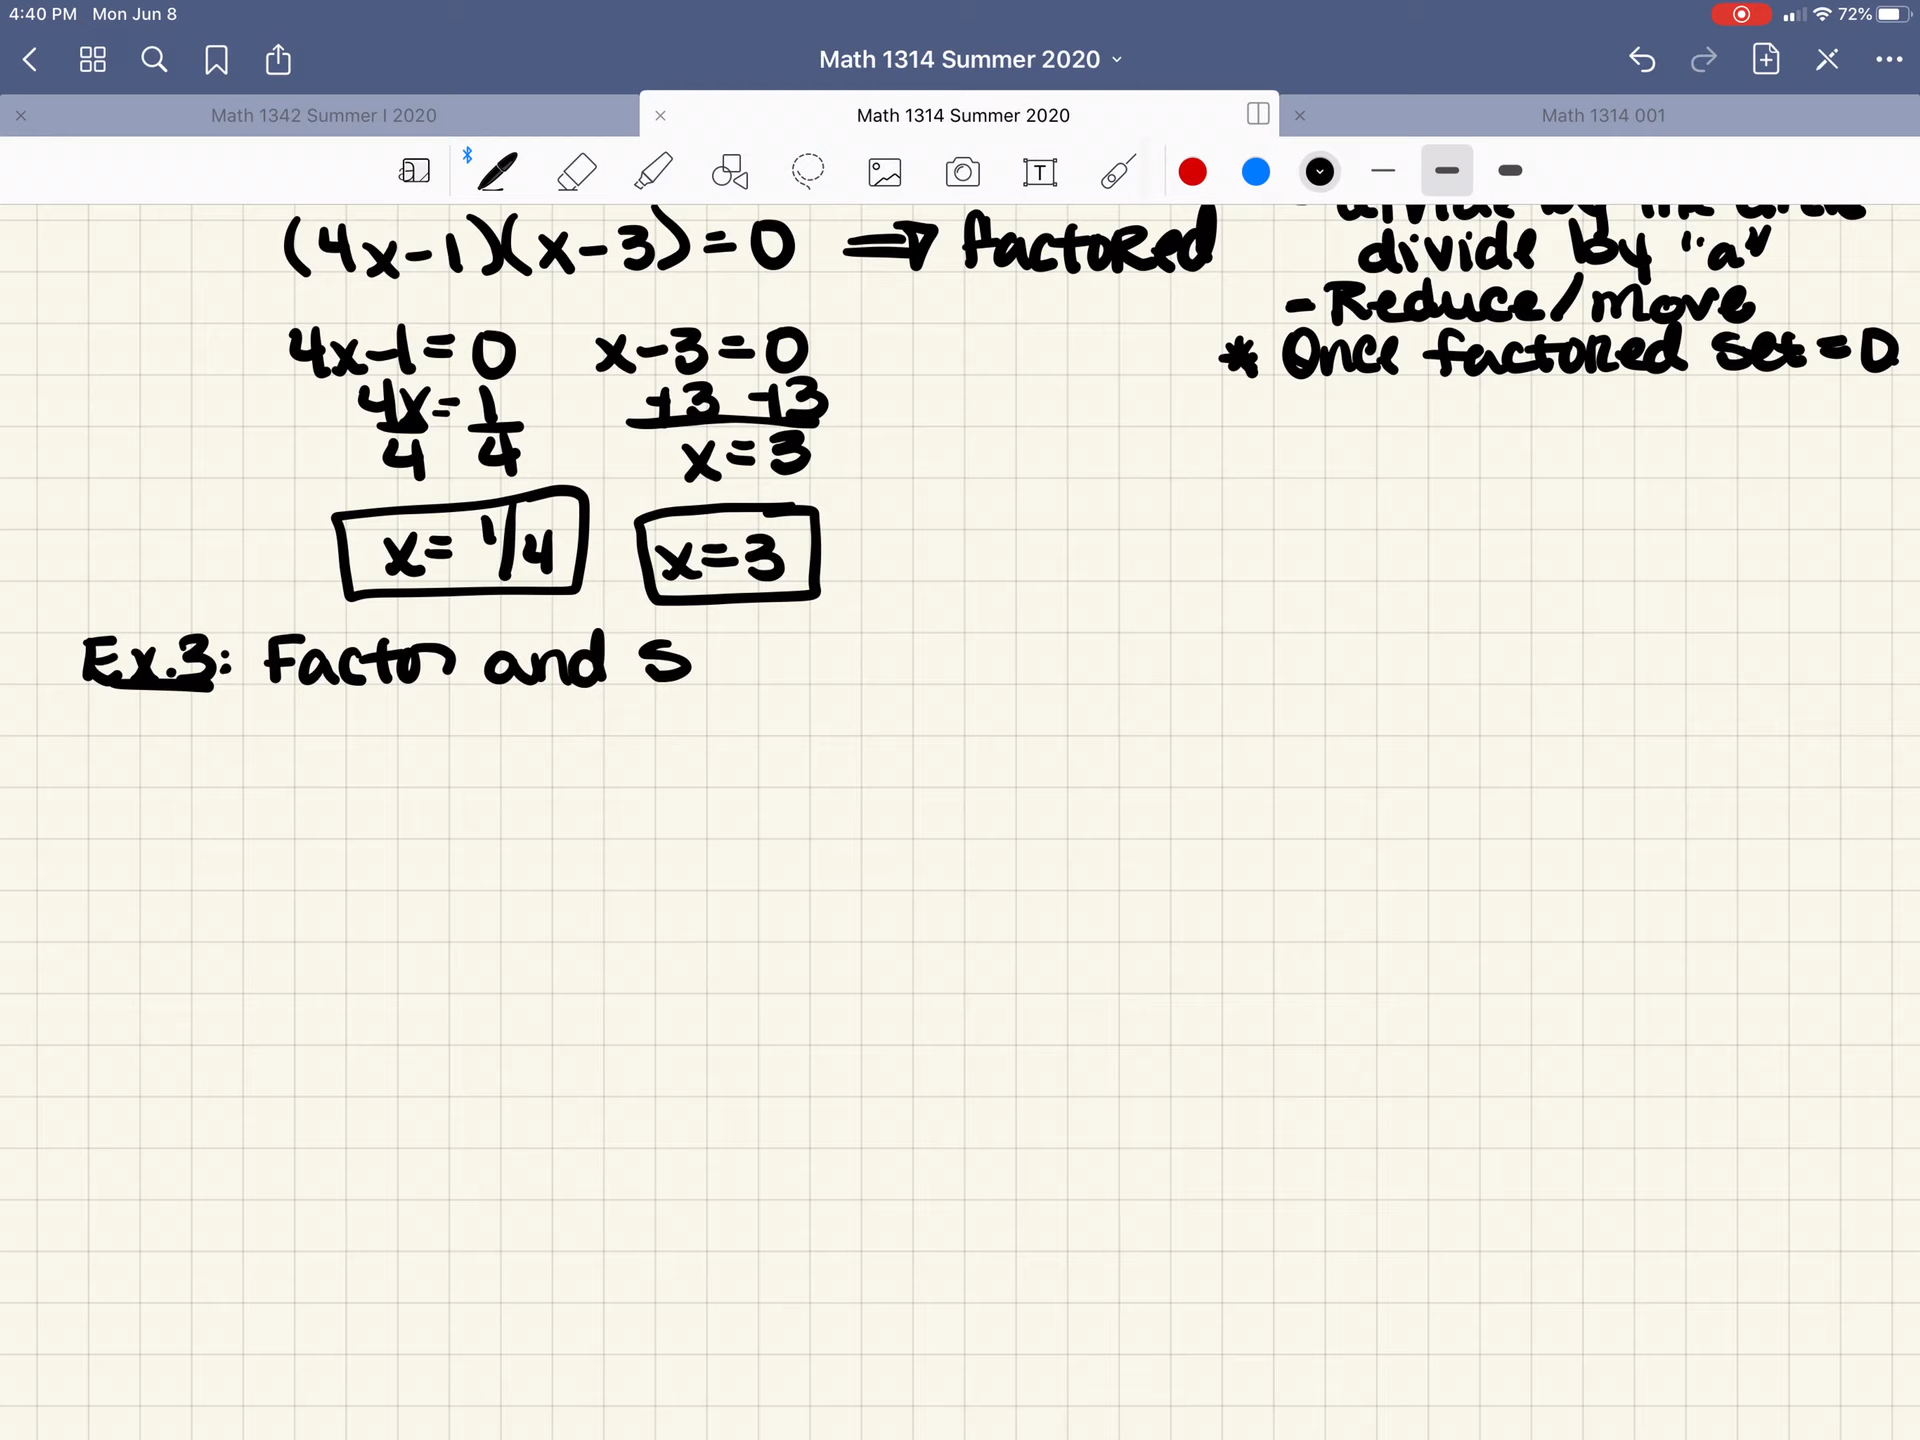 4:40 PM Mon Jun 8
72%
Math 1314 Summer 2020
Math 1342 Summer I 2020
Math 1314 Summer 2020
Math 1314 001
(4x-1)(x-3)=0 ⟹ factored
divide by "a"
- Reduce/move
* Once factored set = 0
4x-1=0 x-3=0
4x = 1 +3 +3
4 4 x=3
x= 1/4 x=3
Ex.3: Factor and s